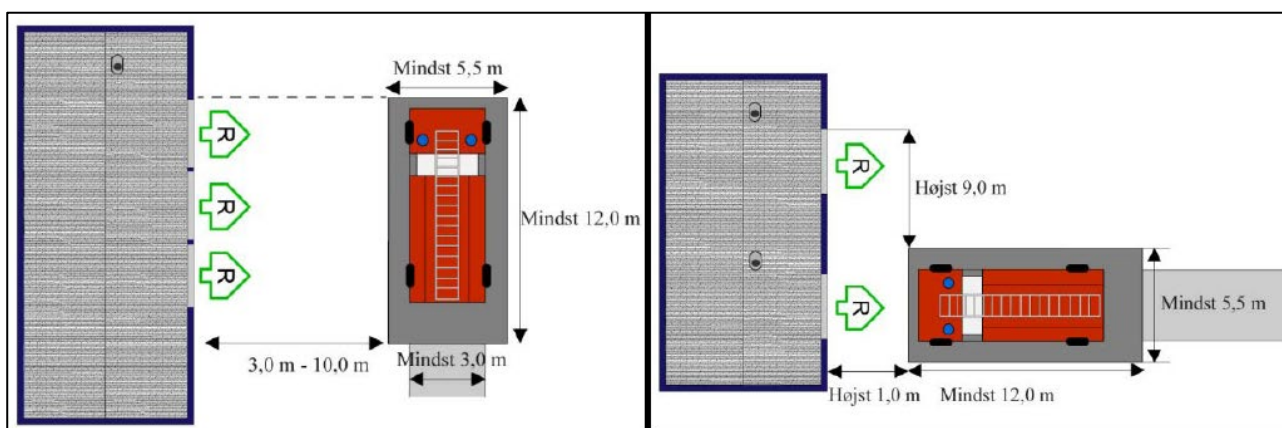 Mindst 5,5 m
R
R
R
Mindst 12,0 m
3,0 m - 10,0 m
Mindst 3,0 m
R
Højst 9,0 m
R
Mindst 5,5 m
Højst 1,0 m
Mindst 12,0 m